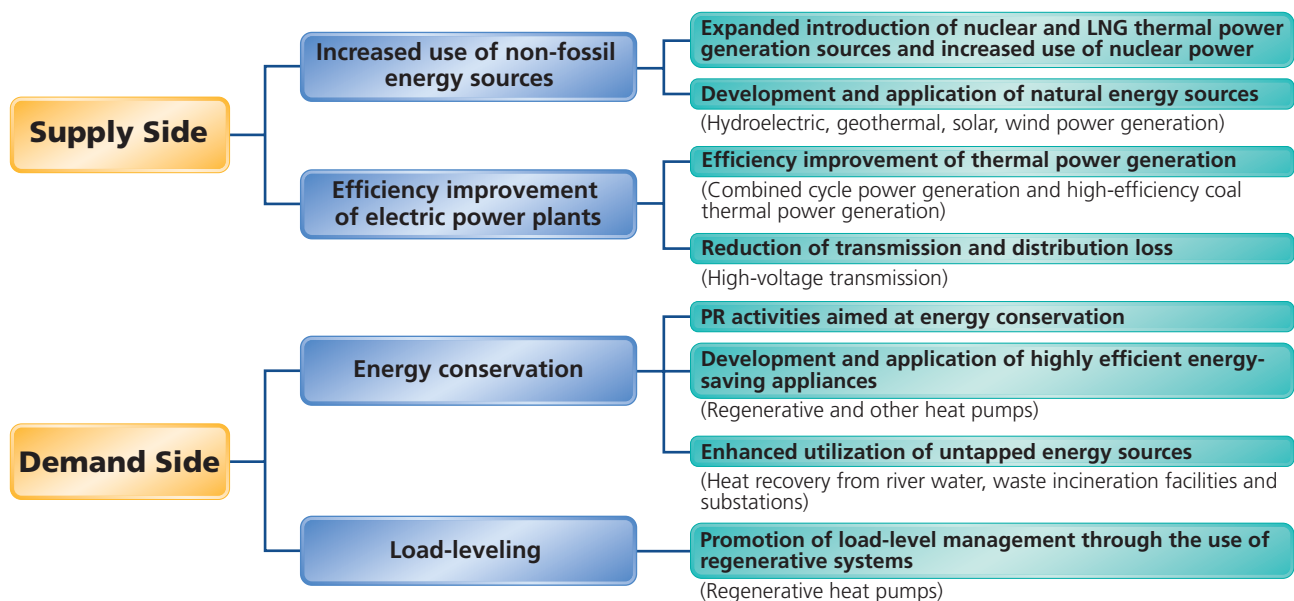 Supply Side
Increased use of non-fossil
energy sources
Expanded introduction of nuclear and LNG thermal power
generation sources and increased use of nuclear power
Development and application of natural energy sources
(Hydroelectric, geothermal, solar, wind power generation)
Efficiency improvement
of electric power plants
Efficiency improvement of thermal power generation
(Combined cycle power generation and high-efficiency coal
thermal power generation)
Reduction of transmission and distribution loss
(High-voltage transmission)
Demand Side
Energy conservation
PR activities aimed at energy conservation
Development and application of highly efficient energy-
saving appliances
(Regenerative and other heat pumps)
Enhanced utilization of untapped energy sources
(Heat recovery from river water, waste incineration facilities and
substations)
Load-leveling
Promotion of load-level management through the use of
regenerative systems
(Regenerative heat pumps)